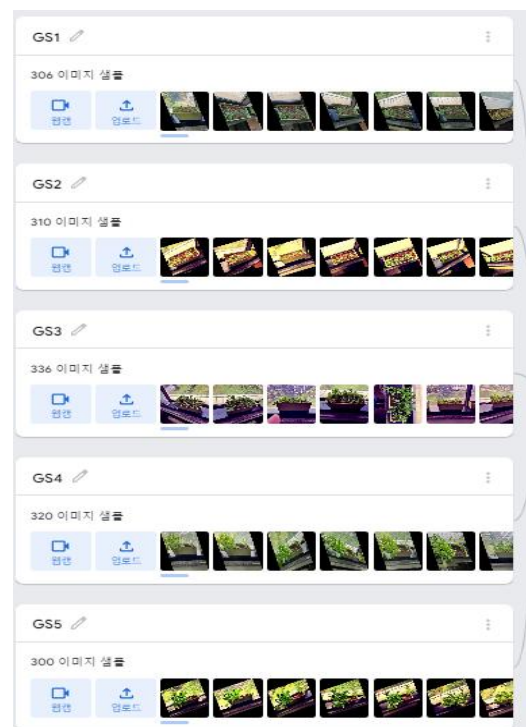 GS1
306 이미지 샘플
웹캠 업로드
GS2
310 이미지 샘플
웹캠 업로드
GS3
336 이미지 샘플
웹캠 업로드
GS4
320 이미지 샘플
웹캠 업로드
GS5
300 이미지 샘플
웹캠 업로드